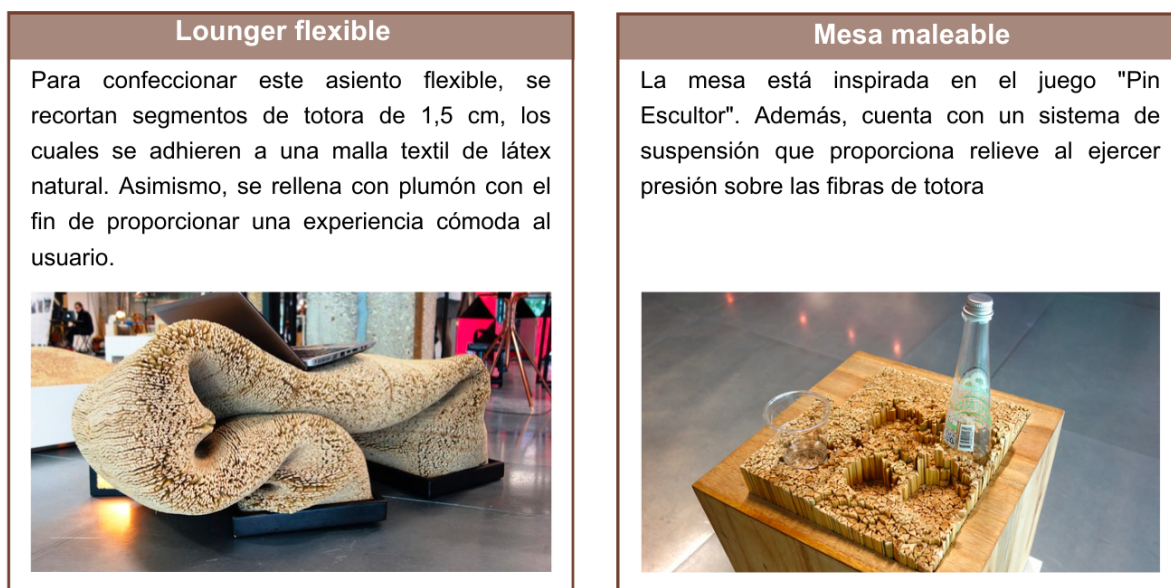 Lounger flexible
Para confeccionar este asiento flexible, se
recortan segmentos de totora de 1,5 cm, los
cuales se adhieren a una malla textil de látex
natural. Asimismo, se rellena con plumón con el
fin de proporcionar una experiencia cómoda al
usuario.
Mesa maleable
La mesa está inspirada en el juego "Pin
Escultor". Además, cuenta con un sistema de
suspensión que proporciona relieve al ejercer
presión sobre las fibras de totora